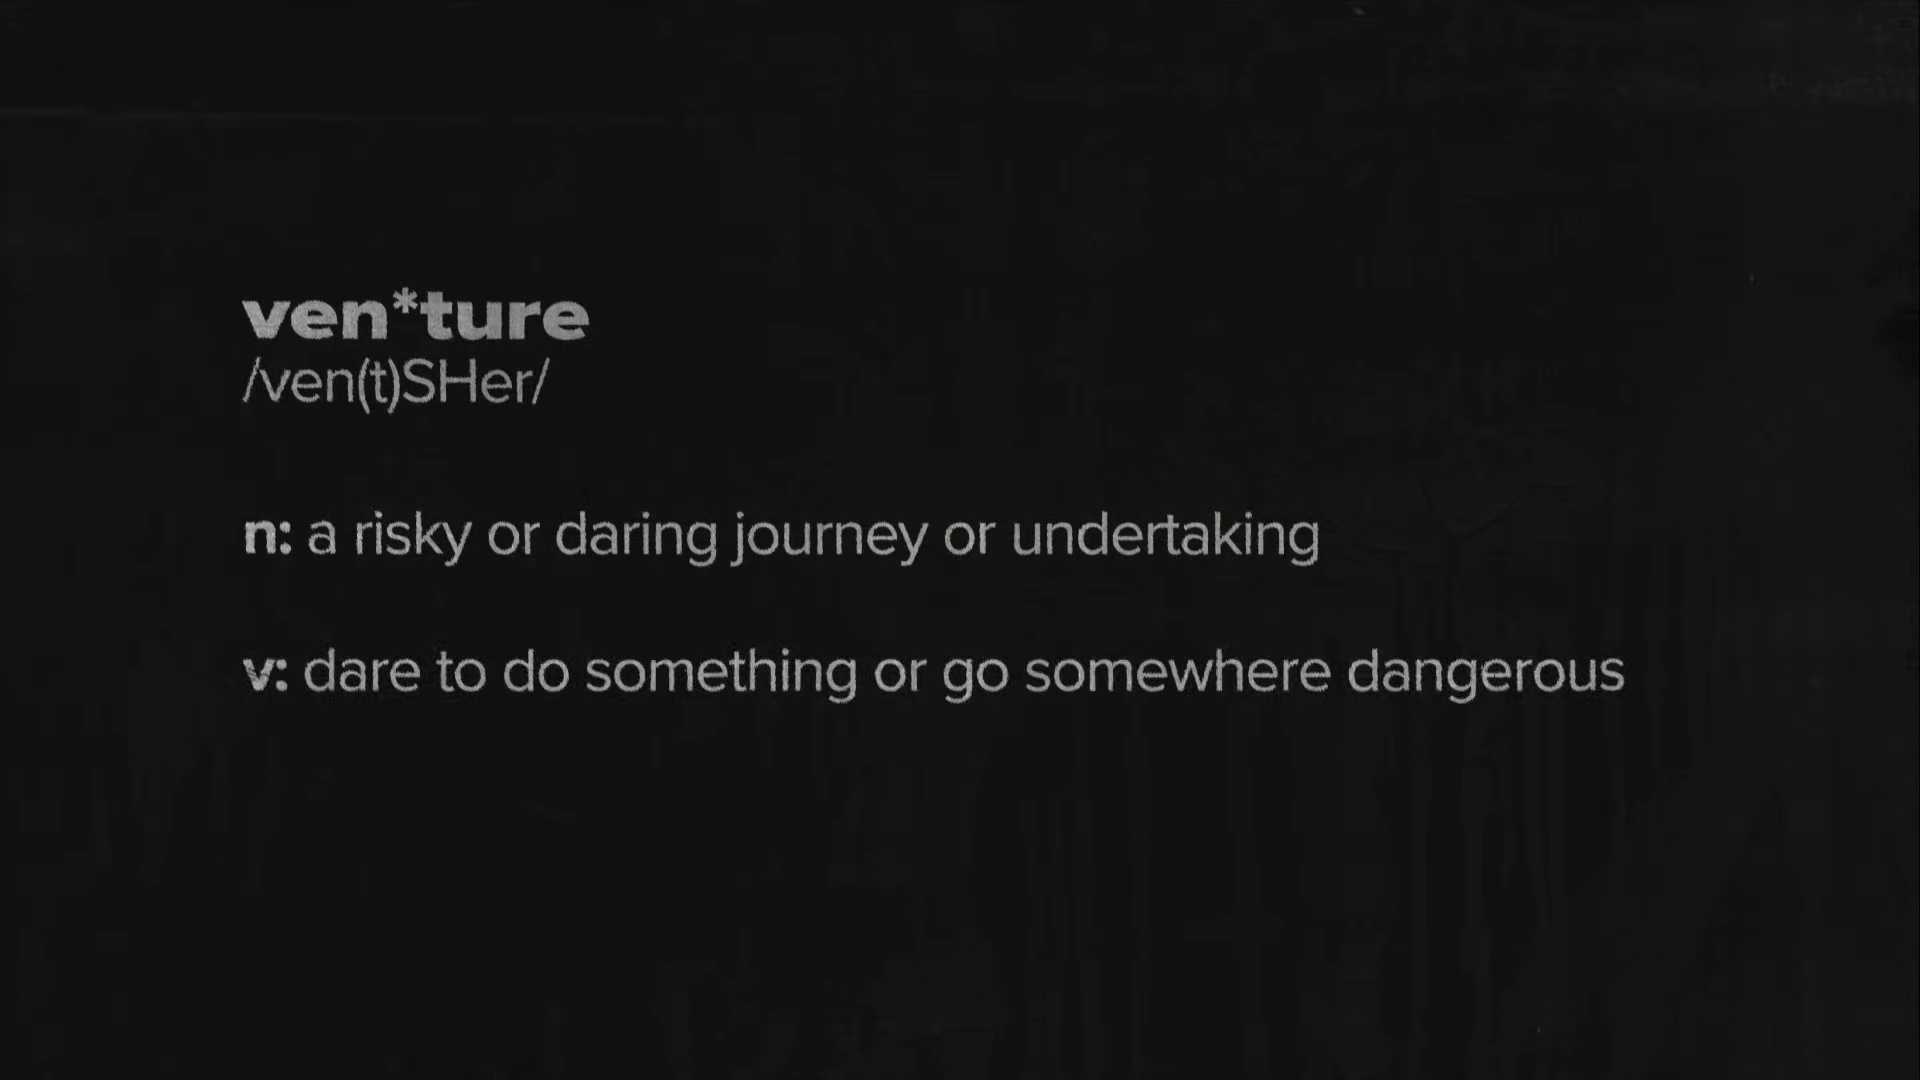 ven*ture
/ven(t)SHer/
n: a risky or daring journey or undertaking
v: dare to do something or go somewhere dangerous